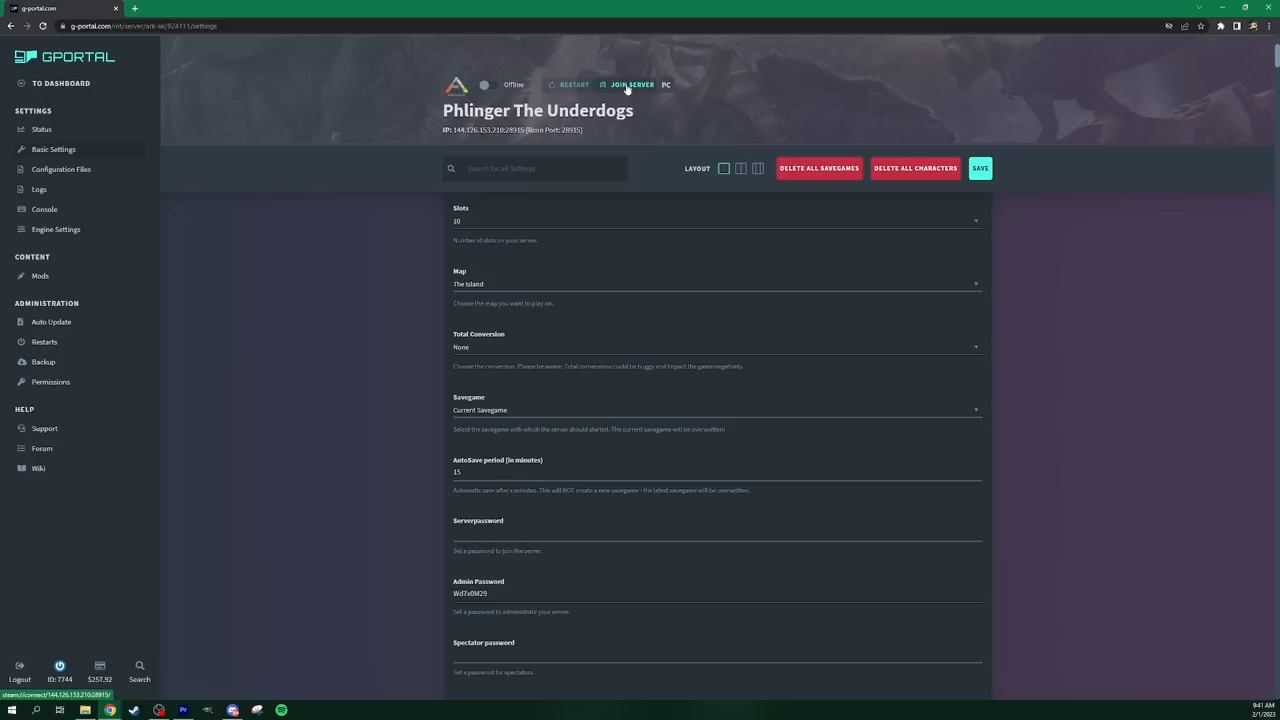 g-portal.com
g-portal.com/int/server/ark-se/824111/settings
GPORTAL
TO DASHBOARD
SETTINGS
Status
Basic Settings
Configuration Files
Logs
Console
Engine Settings
CONTENT
Mods
ADMINISTRATION
Auto Update
Restarts
Backup
Permissions
HELP
Support
Forum
Wiki
Logout
ID: 7744
$257.92
Search
steam://connect/144.126.153.210:28915/
Offline
RESTART
JOIN SERVER
PC
Phlinger The Underdogs
IP: 144.126.153.210:28915 (Rcon Port: 28915)
Search for all Settings
LAYOUT
DELETE ALL SAVEGAMES
DELETE ALL CHARACTERS
SAVE
Slots
10
Number of slots on your server.
Map
The Island
Choose the map you want to play on.
Total Conversion
None
Choose the conversion. Please be aware. Total conversions could be buggy and impact the game negatively.
Savegame
Current Savegame
Select the savegame with which the server should started. The current savegame will be overwritten!
AutoSave period (in minutes)
15
Automatic save after x minutes. This will NOT create a new savegame - the latest savegame will be overwritten.
Serverpassword
Set a password to join the server.
Admin Password
Wd7x0M29
Set a password to administrate your server.
Spectator password
Set a password for spectators.
9:41 AM
2/1/2023